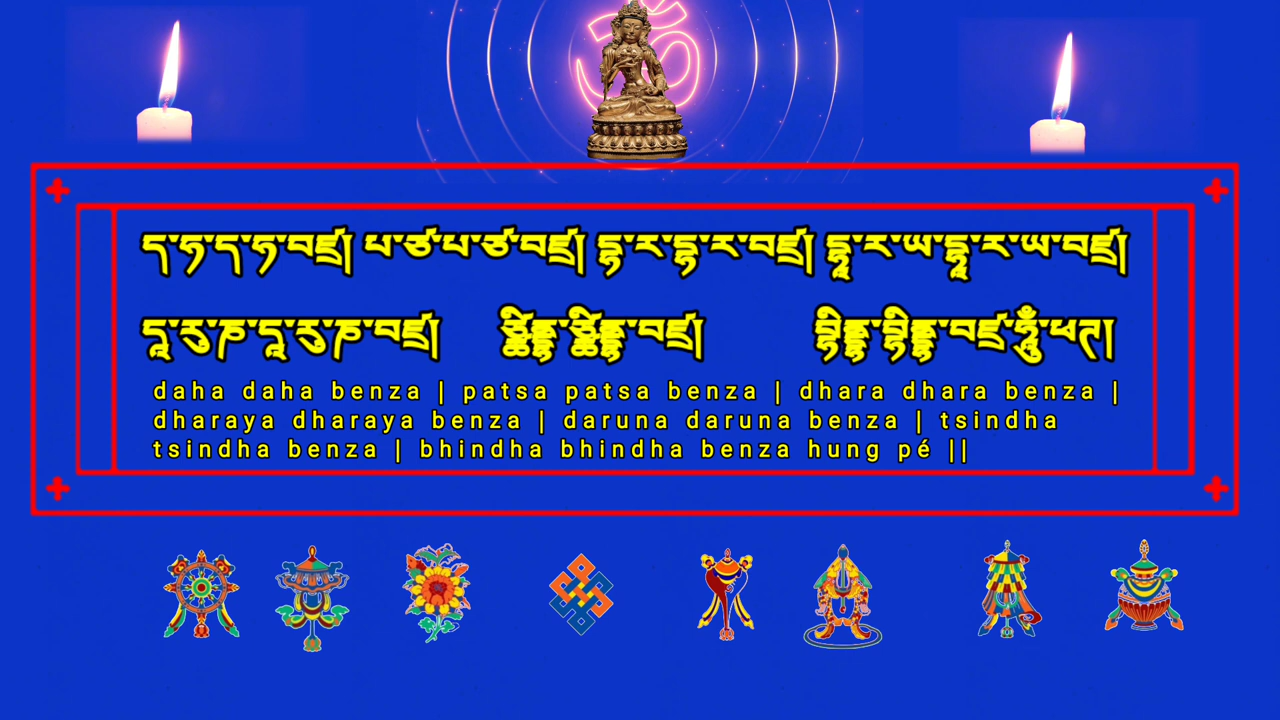 ད་ཧ་ད་ཧ་བཛྲ། པ་ཙ་པ་ཙ་བཛྲ། དྷ་ར་དྷ་ར་བཛྲ། དྷཱ་ར་ཡ་དྷཱ་ར་ཡ་བཛྲ།
དཱ་རུ་ཎ་དཱ་རུ་ཎ་བཛྲ། ཙྪིནྡྷ་ཙྪིནྡྷ་བཛྲ། བྷིནྡྷ་བྷིནྡྷ་བཛྲ་ཧཱུྃ་ཕཊ།
daha daha benza | patsa patsa benza | dhara dhara benza |
dharaya dharaya benza | daruna daruna benza | tsindha
tsindha benza | bhindha bhindha benza hung pé ||